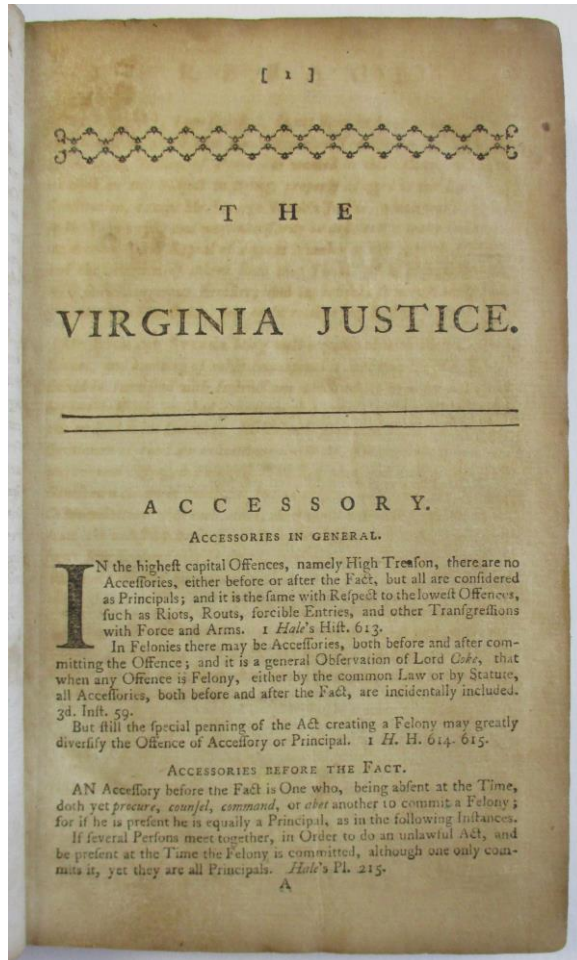 [ 1 ]
T H E
VIRGINIA JUSTICE.
A C C E S S O R Y.
ACCESSORIES IN GENERAL.
IN the higheſt capital Offences, namely High Treaſon, there are no
Acceſſories, either before or after the Fact, but all are conſidered
as Principals; and it is the ſame with Reſpect to the loweſt Offences,
ſuch as Riots, Routs, forcible Entries, and other Tranſgreſſions
with Force and Arms. 1 Hale's Hiſt. 613.
In Felonies there may be Acceſſories, both before and after com-
mitting the Offence; and it is a general Obſervation of Lord Coke, that
when any Offence is Felony, either by the common Law or by Statute,
all Acceſſories, both before and after the Fact, are incidentally included.
3d. Inſt. 59.
But ſtill the ſpecial penning of the Act creating a Felony may greatly
diverſify the Offence of Acceſſory or Principal. 1 H. H. 614. 615.
ACCESSORIES BEFORE THE FACT.
AN Acceſſory before the Fact is One who, being abſent at the Time,
doth yet procure, counſel, command, or abet another to commit a Felony;
for if he is preſent he is equally a Principal, as in the following Inſtances.
If ſeveral Perſons meet together, in Order to do an unlawful Act, and
be preſent at the Time the Felony is committed, although one only com-
mits it, yet they are all Principals. Hale's Pl. 215.
A